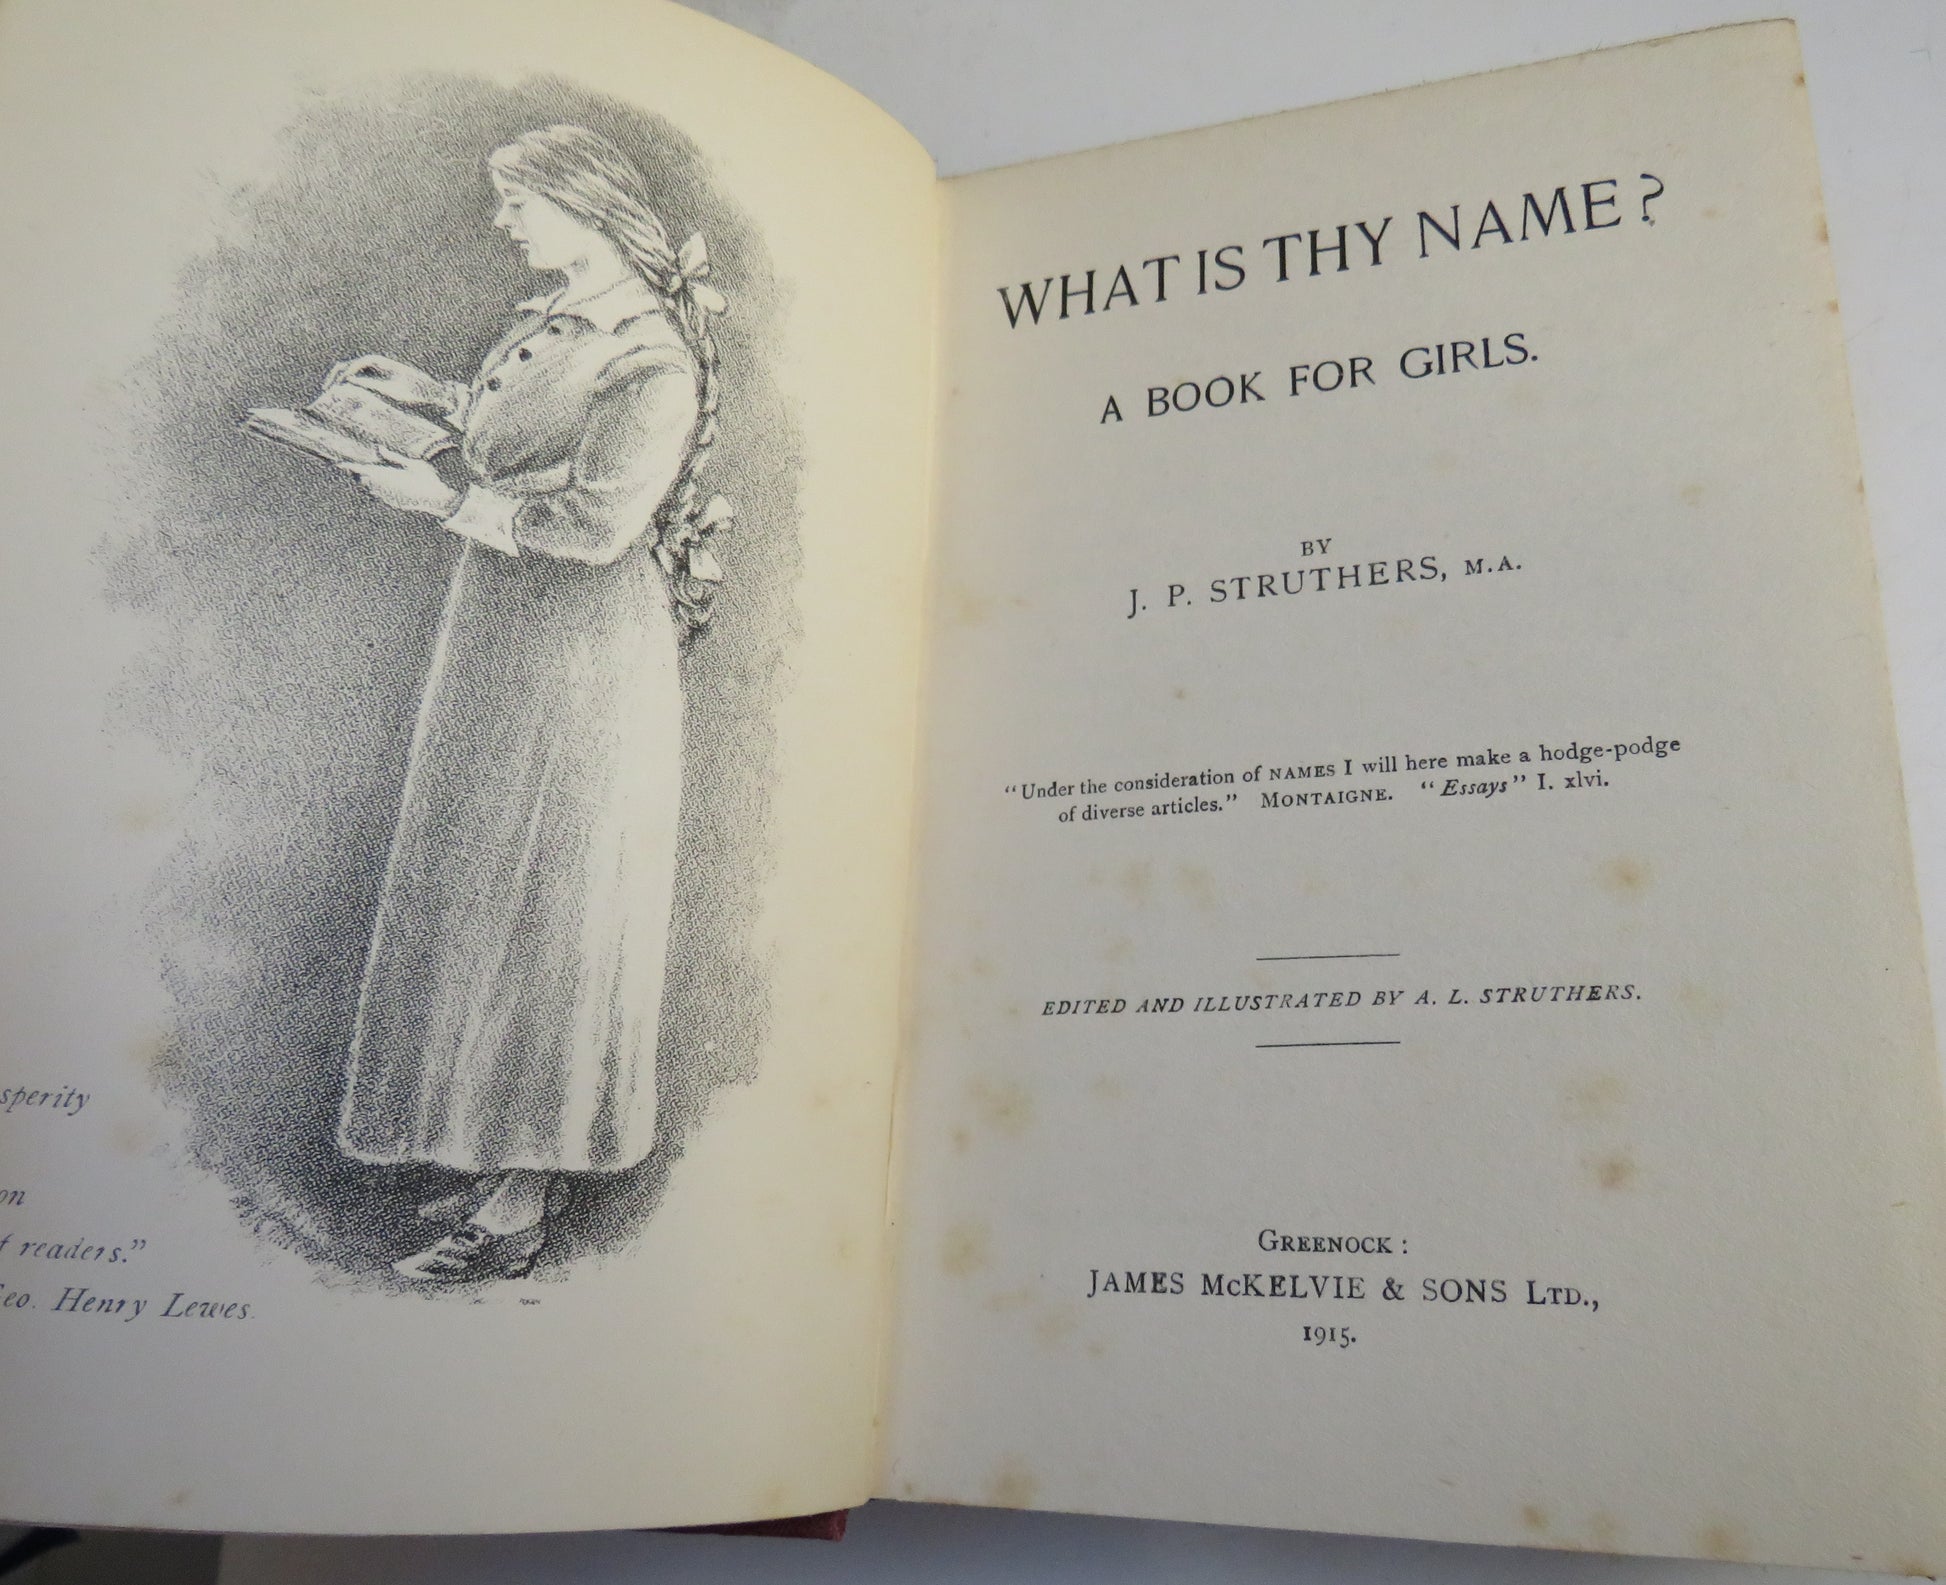 sperity
on
readers."
eo. Henry Lewes.
WHAT IS THY NAME?
A BOOK FOR GIRLS.
BY
J. P. STRUTHERS, M.A.
"Under the consideration of NAMES I will here make a hodge-podge
of diverse articles." MONTAIGNE. "Essays" I. xlvi.
EDITED AND ILLUSTRATED BY A. L. STRUTHERS.
GREENOCK:
JAMES McKELVIE & SONS LTD.,
1915.